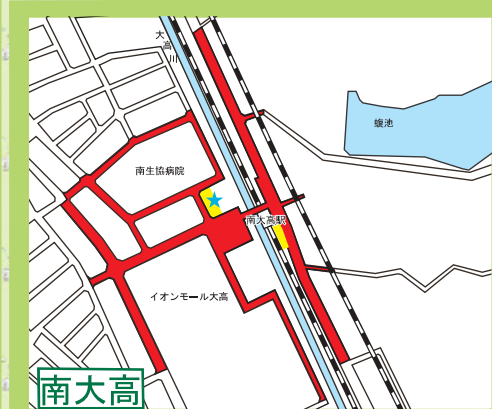 大高川
蝮池
南生協病院
南大高駅
イオンモール大高
南大高